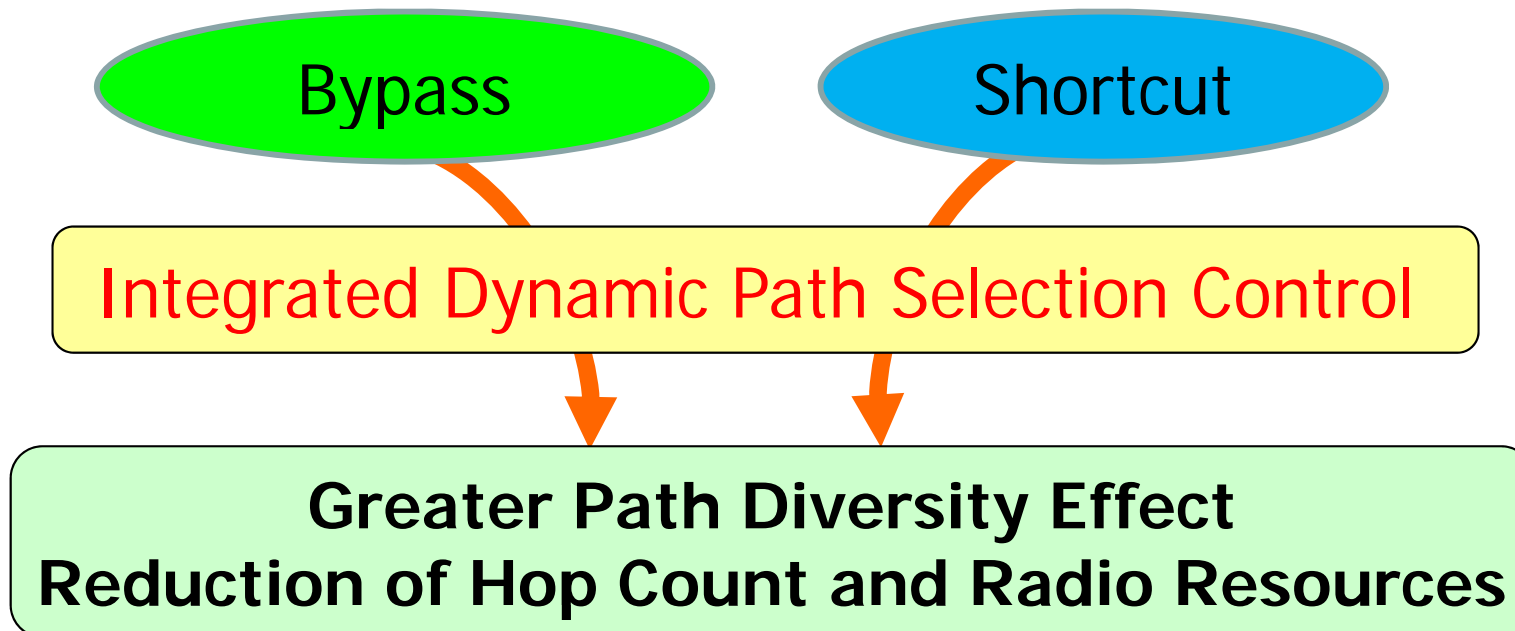 Bypass
Shortcut
Integrated Dynamic Path Selection Control
Greater Path Diversity Effect
Reduction of Hop Count and Radio Resources